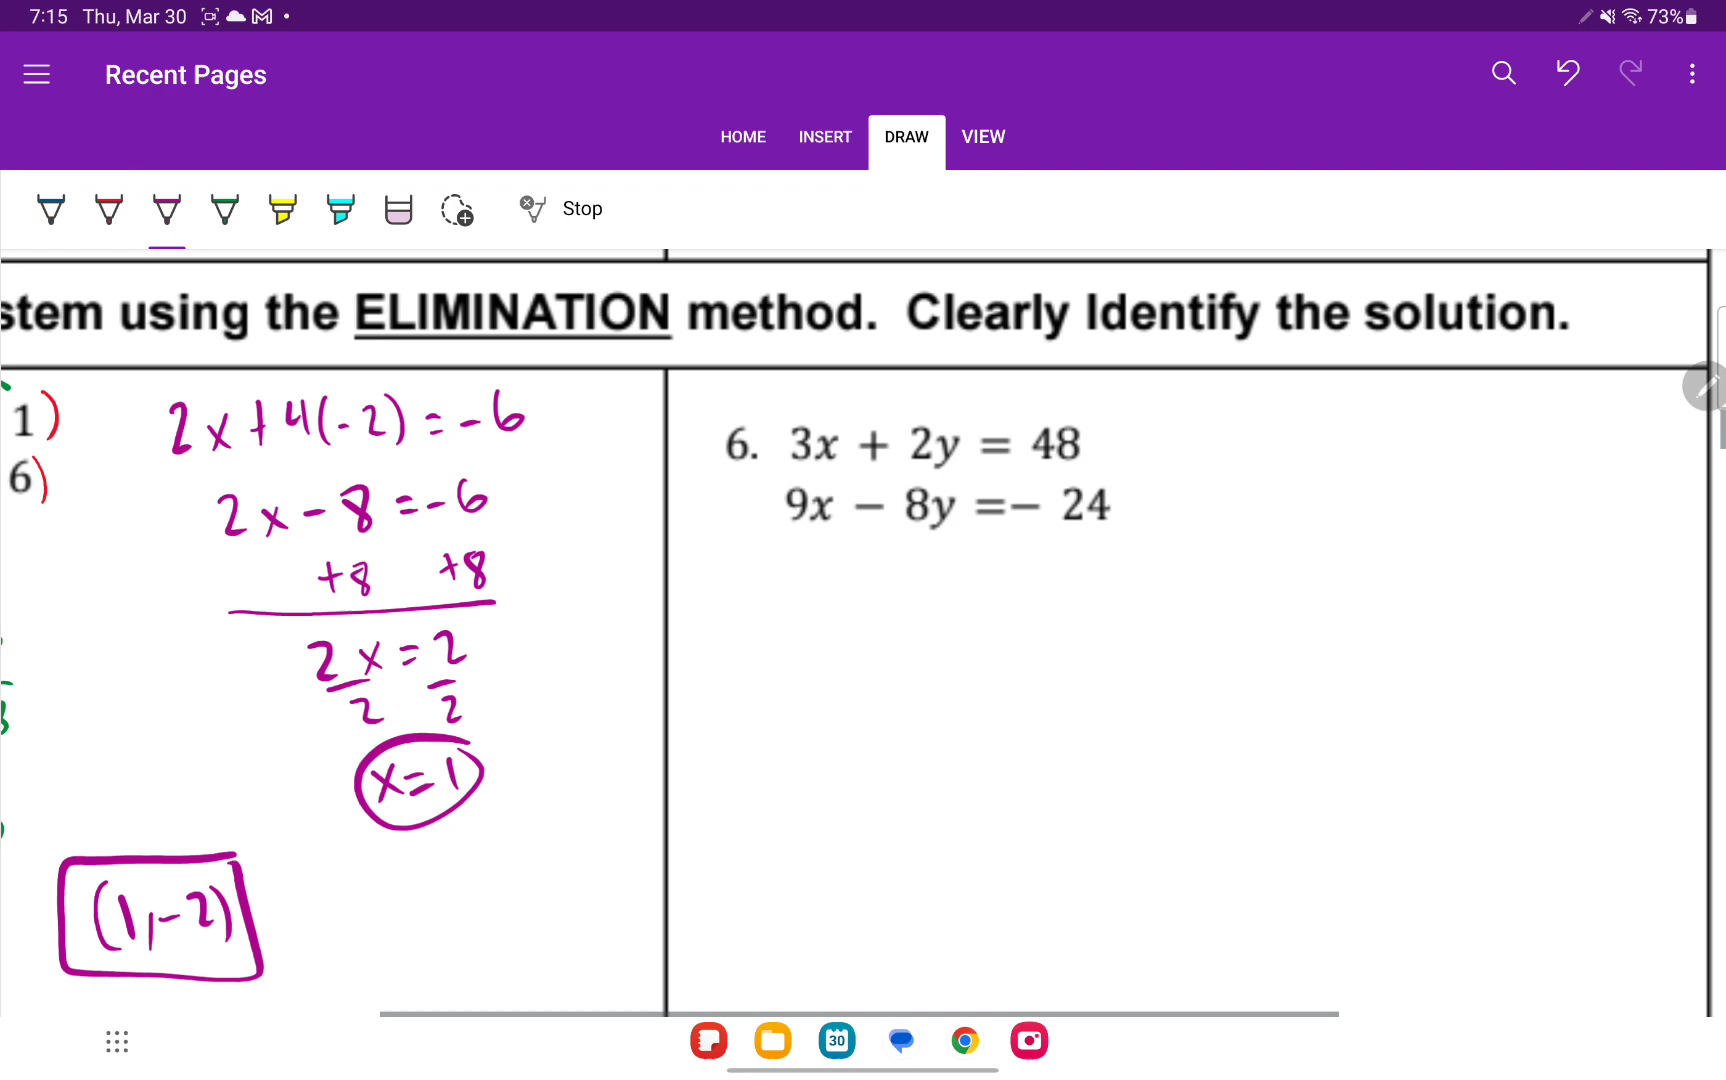 7:15 Thu, Mar 30
73%
Recent Pages
HOME INSERT DRAW VIEW
Stop
stem using the ELIMINATION method. Clearly Identify the solution.
1)
6)
2x+4(-2)=-6
2x-8=-6
+8 +8
2x=2
2 2
x=1
(1,-2)
6. 3x + 2y = 48
9x − 8y =− 24
30